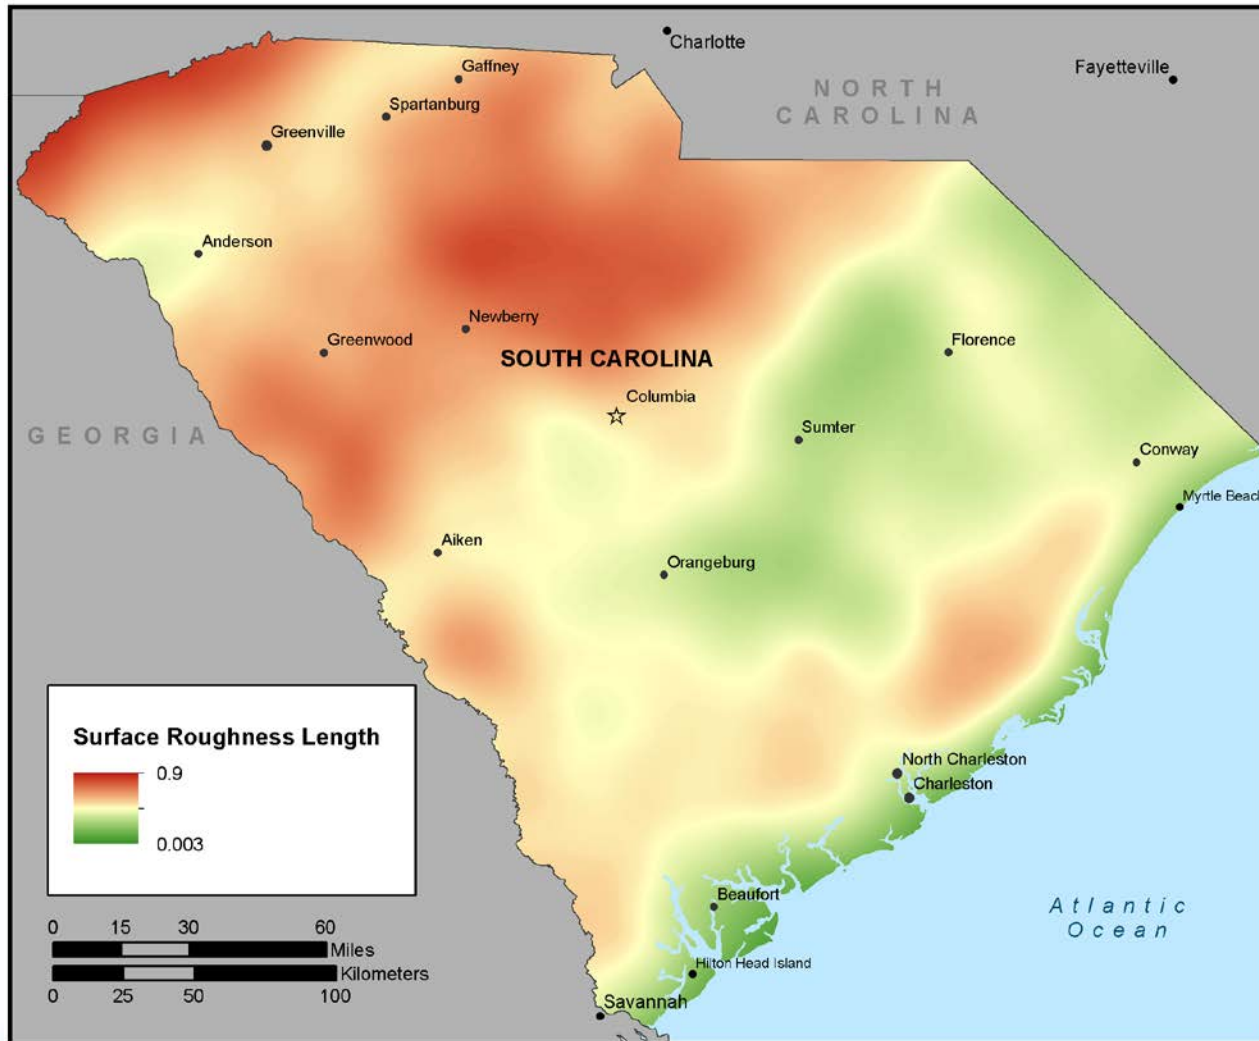 Charlotte
Fayetteville
NORTH
CAROLINA
Gaffney
Spartanburg
Greenville
Anderson
Newberry
Greenwood
SOUTH CAROLINA
Florence
Columbia
GEORGIA
Sumter
Conway
Myrtle Beach
Aiken
Orangeburg
Surface Roughness Length
0.9
0.003
North Charleston
Charleston
Beaufort
Atlantic
Ocean
Hilton Head Island
Savannah
0 15 30 60
Miles
Kilometers
0 25 50 100